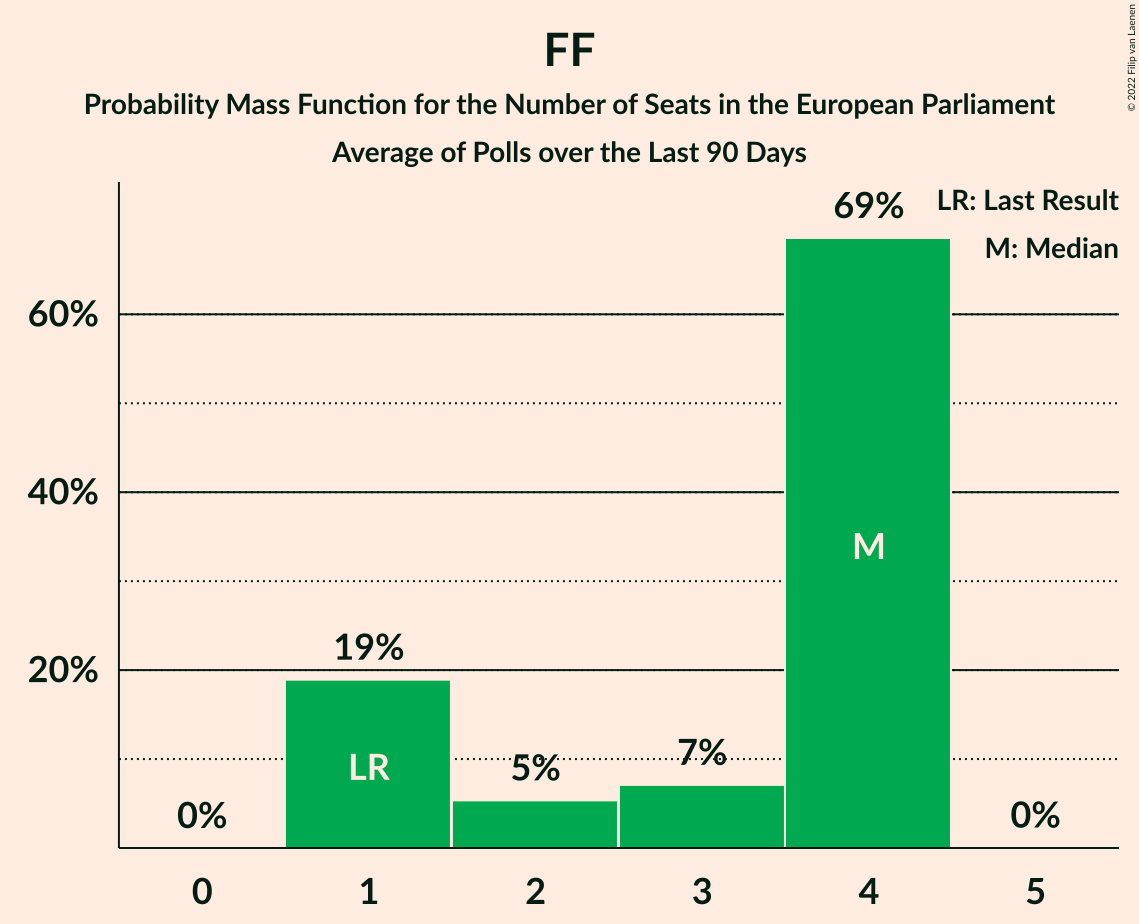 FF
Probability Mass Function for the Number of Seats in the European Parliament
Average of Polls over the Last 90 Days
© 2022 Filip van Laenen
LR: Last Result
M: Median
69%
60%
40%
M
19%
20%
7%
5%
LR
0%
0%
0 1 2 3 4 5